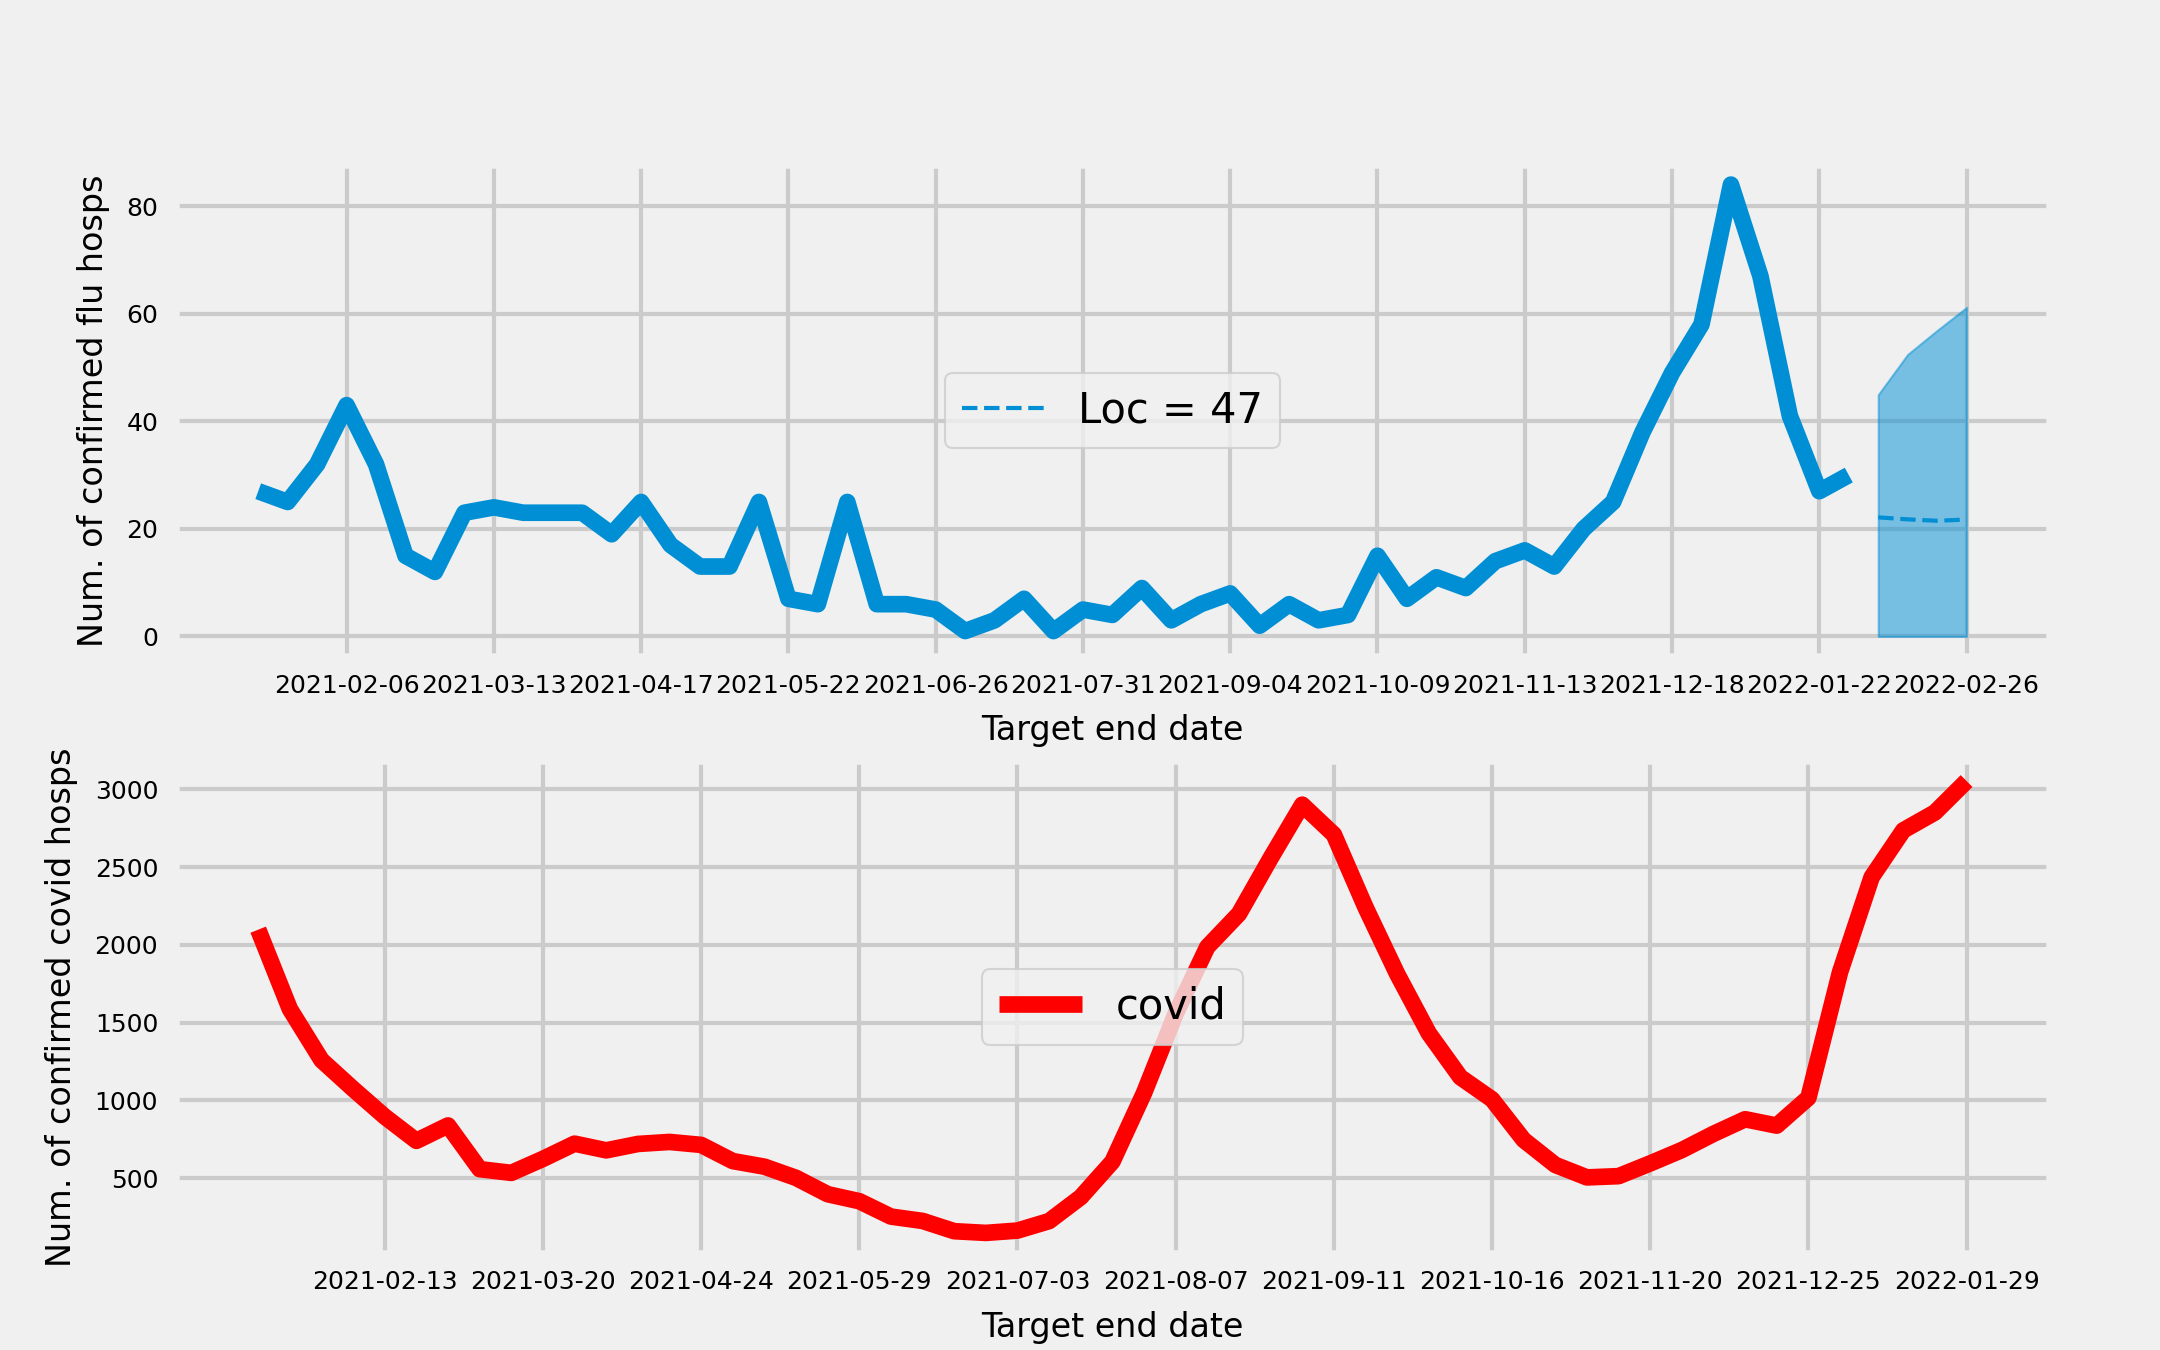 Num. of confirmed flu hosps
80
60
40
20
0
Loc = 47
2021-02-06 2021-03-13 2021-04-17 2021-05-22 2021-06-26 2021-07-31 2021-09-04 2021-10-09 2021-11-13 2021-12-18 2022-01-22 2022-02-26
Target end date
Num. of confirmed covid hosps
3000
2500
2000
1500
1000
500
covid
2021-02-13 2021-03-20 2021-04-24 2021-05-29 2021-07-03 2021-08-07 2021-09-11 2021-10-16 2021-11-20 2021-12-25 2022-01-29
Target end date